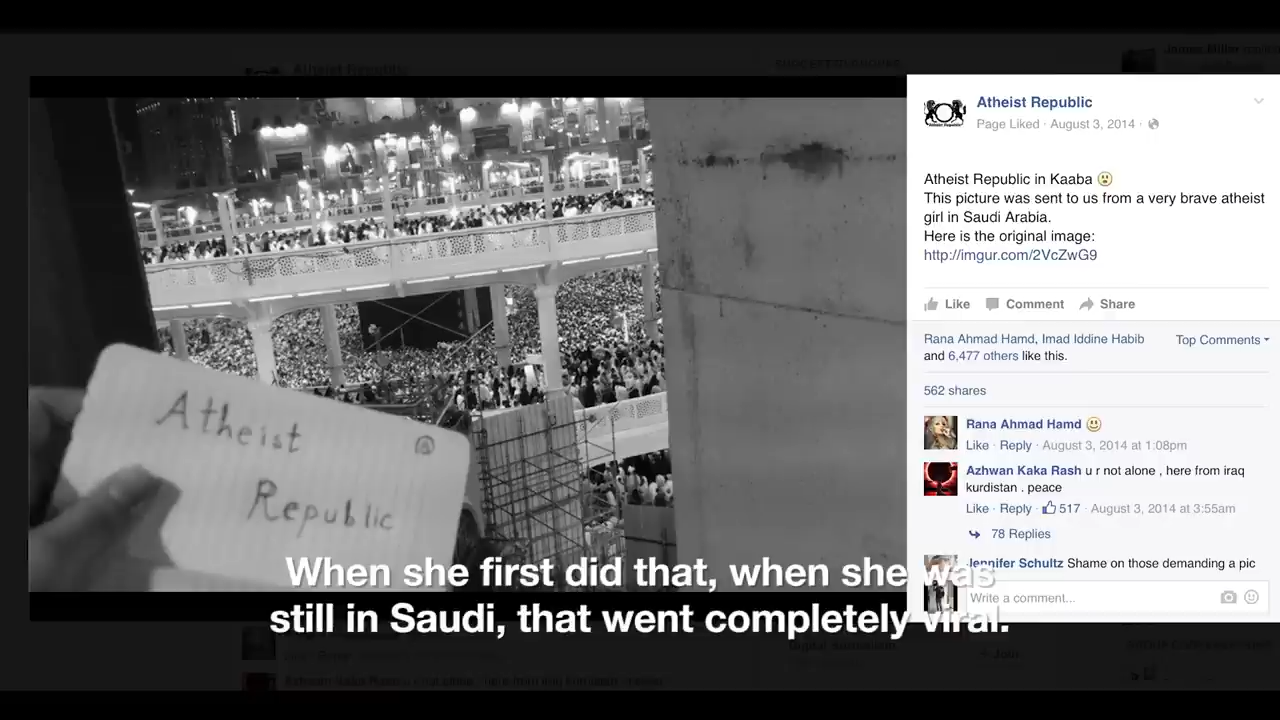 Atheist Republic
Page Liked · August 3, 2014 ·
Atheist Republic in Kaaba
This picture was sent to us from a very brave atheist
girl in Saudi Arabia.
Here is the original image:
http://imgur.com/2VcZwG9
Like Comment Share
Rana Ahmad Hamd, Imad Iddine Habib
and 6,477 others like this.
Top Comments
562 shares
Rana Ahmad Hamd
Like · Reply · August 3, 2014 at 1:08pm
Azhwan Kaka Rash u r not alone , here from iraq
kurdistan . peace
Like · Reply · 517 · August 3, 2014 at 3:55am
78 Replies
Jennifer Schultz Shame on those demanding a pic
Write a comment...
Atheist
Republic
When she first did that, when she was
still in Saudi, that went completely viral.
Atheist Republic
James Miller